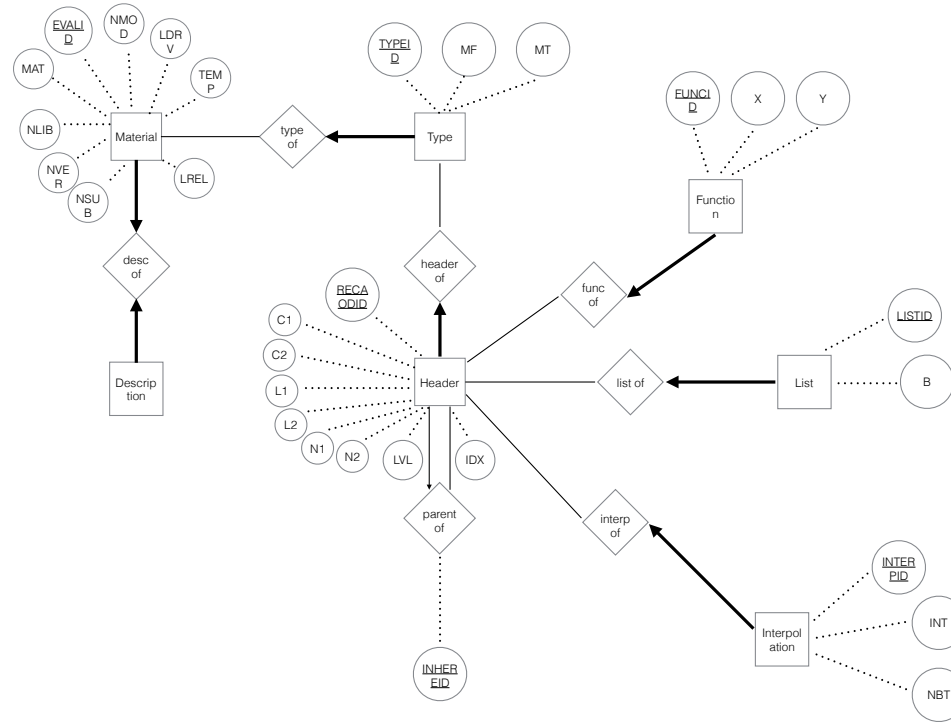 EVALI
D
NMO
D
LDR
V
TEM
P
MAT
NLIB
NVE
R
NSU
B
LREL
Material
type
of
TYPEI
D
MF
MT
Type
FUNCI
D
X
Y
Functio
n
desc
of
header
of
func
of
RECA
ODID
C1
C2
L1
L2
N1
N2
LVL
IDX
Header
Descrip
tion
list of
List
LISTID
B
parent
of
interp
of
INHER
EID
Interpol
ation
INTER
PID
INT
NBT